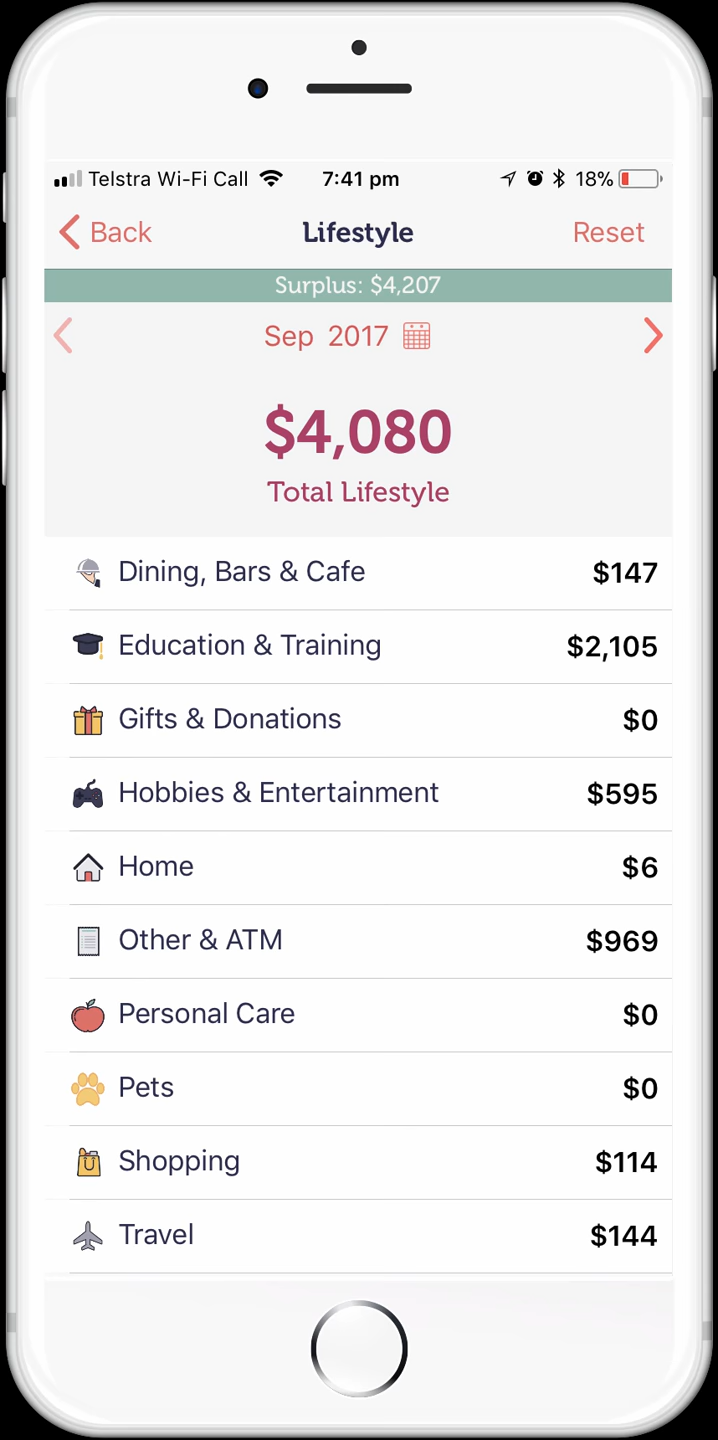 Telstra Wi-Fi Call 7:41 pm 18%
Back Lifestyle Reset
Surplus: $4,207
Sep 2017
$4,080
Total Lifestyle
Dining, Bars & Cafe $147
Education & Training $2,105
Gifts & Donations $0
Hobbies & Entertainment $595
Home $6
Other & ATM $969
Personal Care $0
Pets $0
Shopping $114
Travel $144